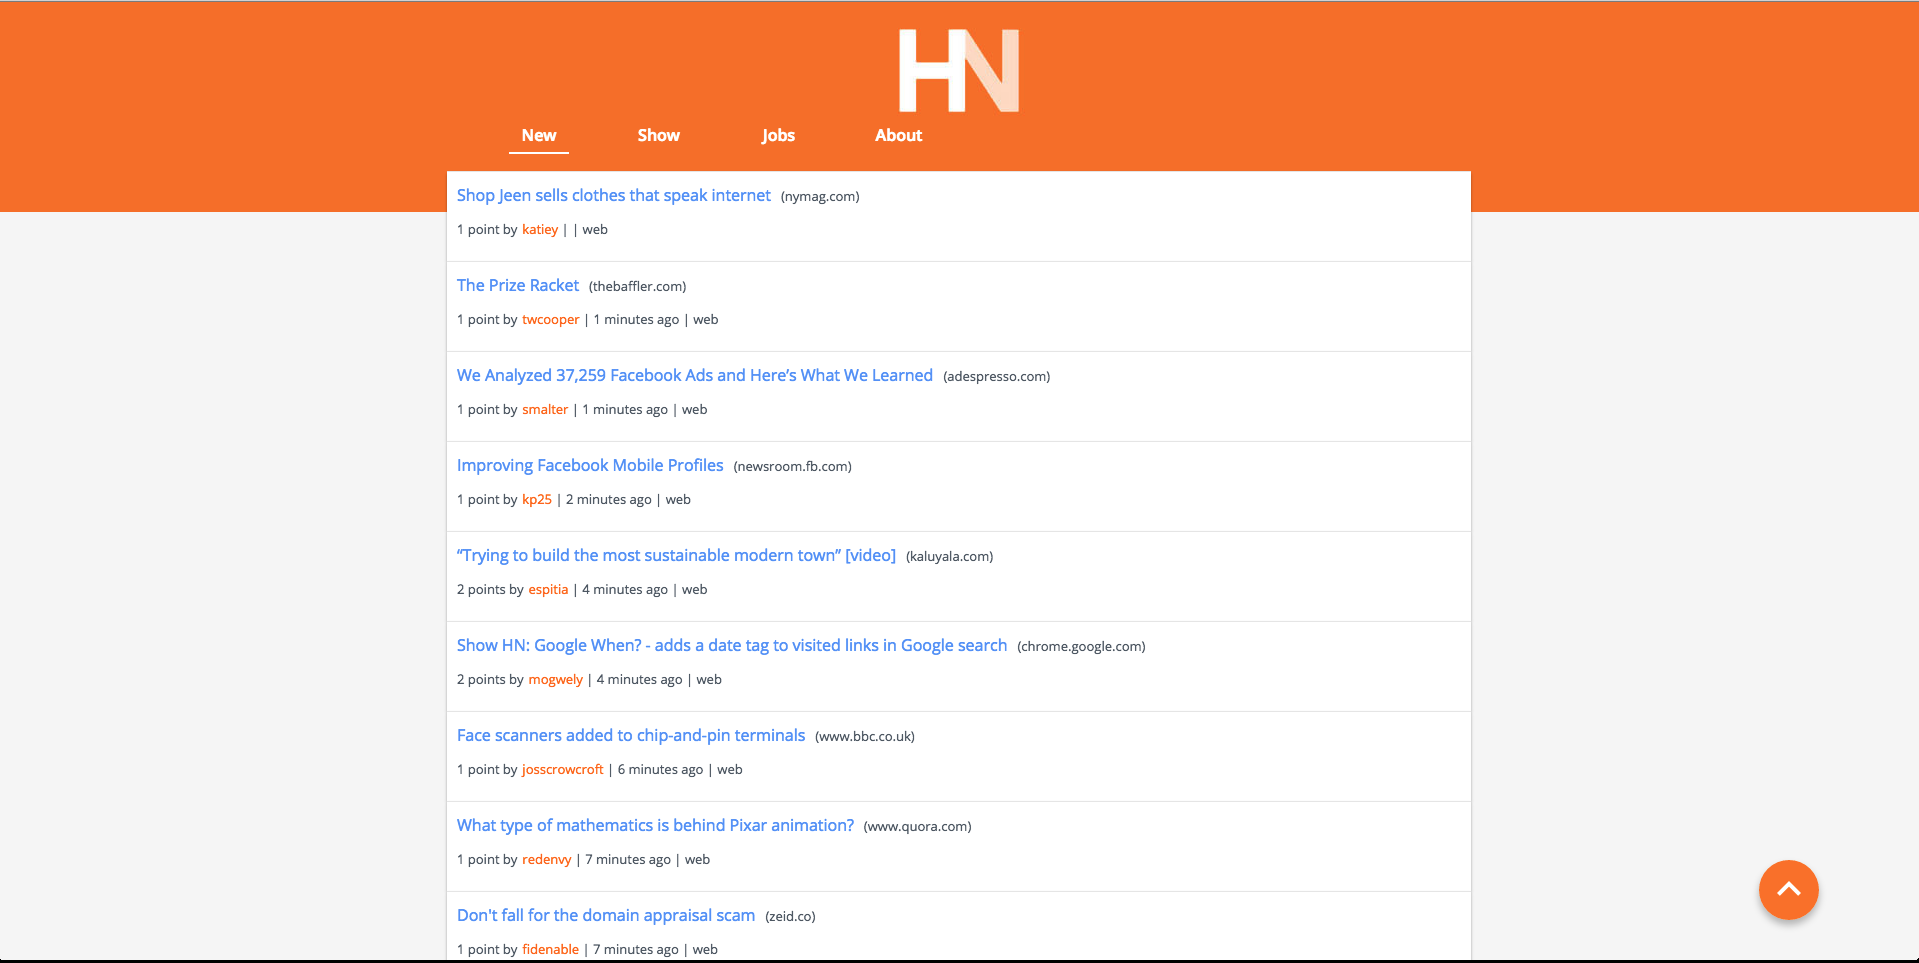 HN
New Show Jobs About
Shop Jeen sells clothes that speak internet (nymag.com)
1 point by katiey | | web
The Prize Racket (thebaffler.com)
1 point by twcooper | 1 minutes ago | web
We Analyzed 37,259 Facebook Ads and Here’s What We Learned (adespresso.com)
1 point by smalter | 1 minutes ago | web
Improving Facebook Mobile Profiles (newsroom.fb.com)
1 point by kp25 | 2 minutes ago | web
“Trying to build the most sustainable modern town” [video] (kaluyala.com)
2 points by espitia | 4 minutes ago | web
Show HN: Google When? - adds a date tag to visited links in Google search (chrome.google.com)
2 points by mogwely | 4 minutes ago | web
Face scanners added to chip-and-pin terminals (www.bbc.co.uk)
1 point by josscrowcroft | 6 minutes ago | web
What type of mathematics is behind Pixar animation? (www.quora.com)
1 point by redenvy | 7 minutes ago | web
Don't fall for the domain appraisal scam (zeid.co)
1 point by fidenable | 7 minutes ago | web